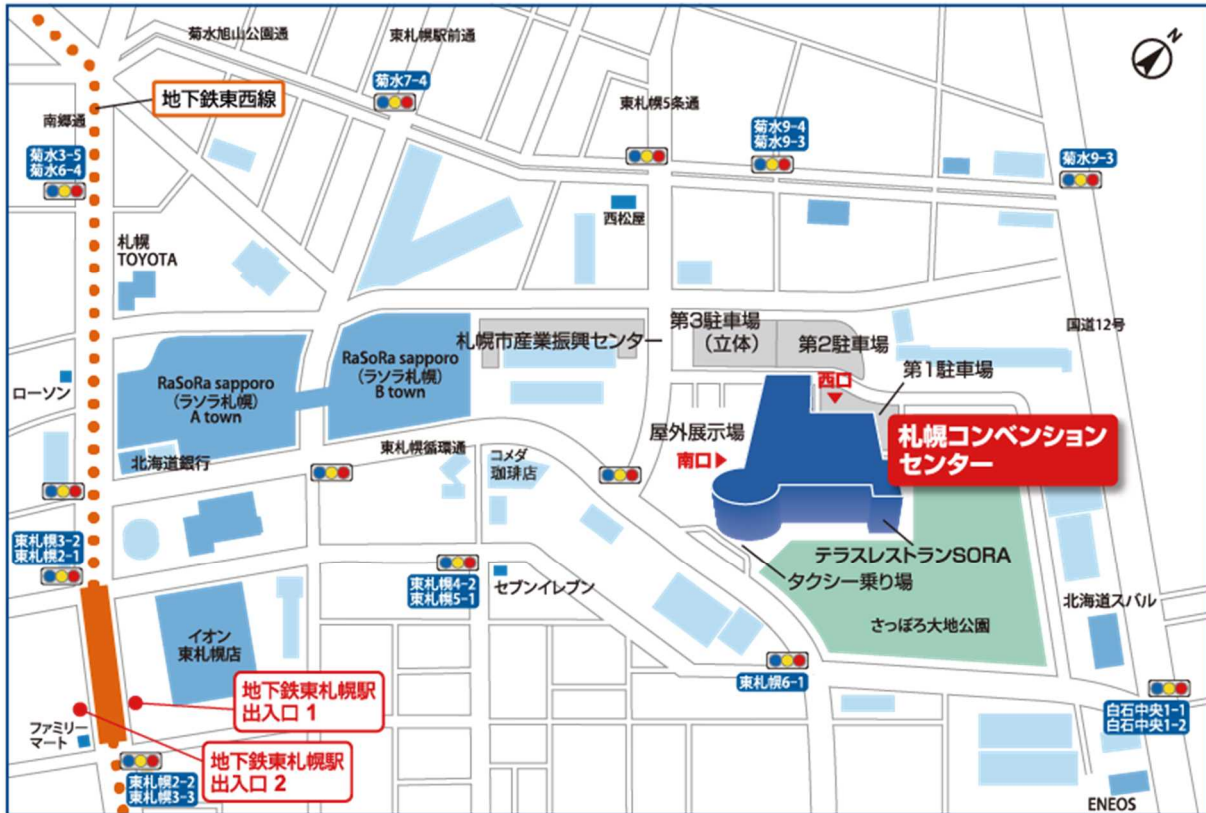 菊水旭山公園通
東札幌駅前通
N
菊水7-4
地下鉄東西線
東札幌5条通
南郷通
菊水9-4
菊水9-3
菊水9-3
菊水3-5
菊水6-4
西松屋
札幌
TOYOTA
国道12号
第3駐車場
(立体)
札幌市産業振興センター
第2駐車場
RaSoRa sapporo
(ラソラ札幌)
B town
第1駐車場
西口
RaSoRa sapporo
(ラソラ札幌)
A town
ローソン
屋外展示場
札幌コンベンション
センター
東札幌循環通
コメダ
珈琲店
南口
北海道銀行
東札幌3-2
東札幌2-1
テラスレストランSORA
東札幌4-2
東札幌5-1
セブンイレブン
タクシー乗り場
北海道スバル
さっぽろ大地公園
イオン
東札幌店
東札幌6-1
地下鉄東札幌駅
出入口 1
白石中央1-1
白石中央1-2
ファミリー
マート
地下鉄東札幌駅
出入口 2
東札幌2-2
東札幌3-3
ENEOS